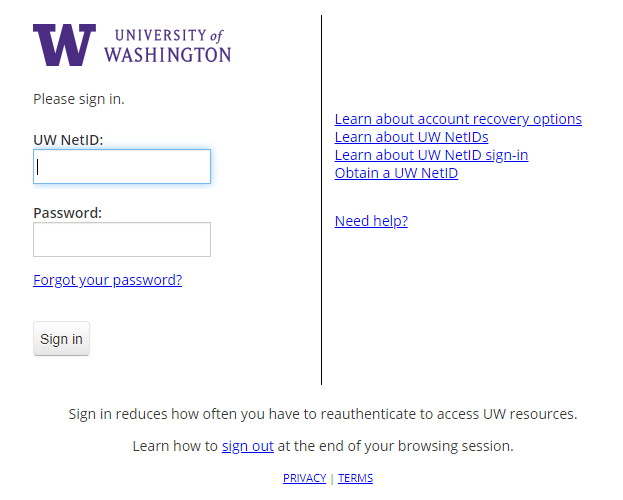 W UNIVERSITY of
WASHINGTON
Please sign in.
UW NetID:
Password:
Forgot your password?
Sign in
Learn about account recovery options
Learn about UW NetIDs
Learn about UW NetID sign-in
Obtain a UW NetID
Need help?
Sign in reduces how often you have to reauthenticate to access UW resources.
Learn how to sign out at the end of your browsing session.
PRIVACY | TERMS